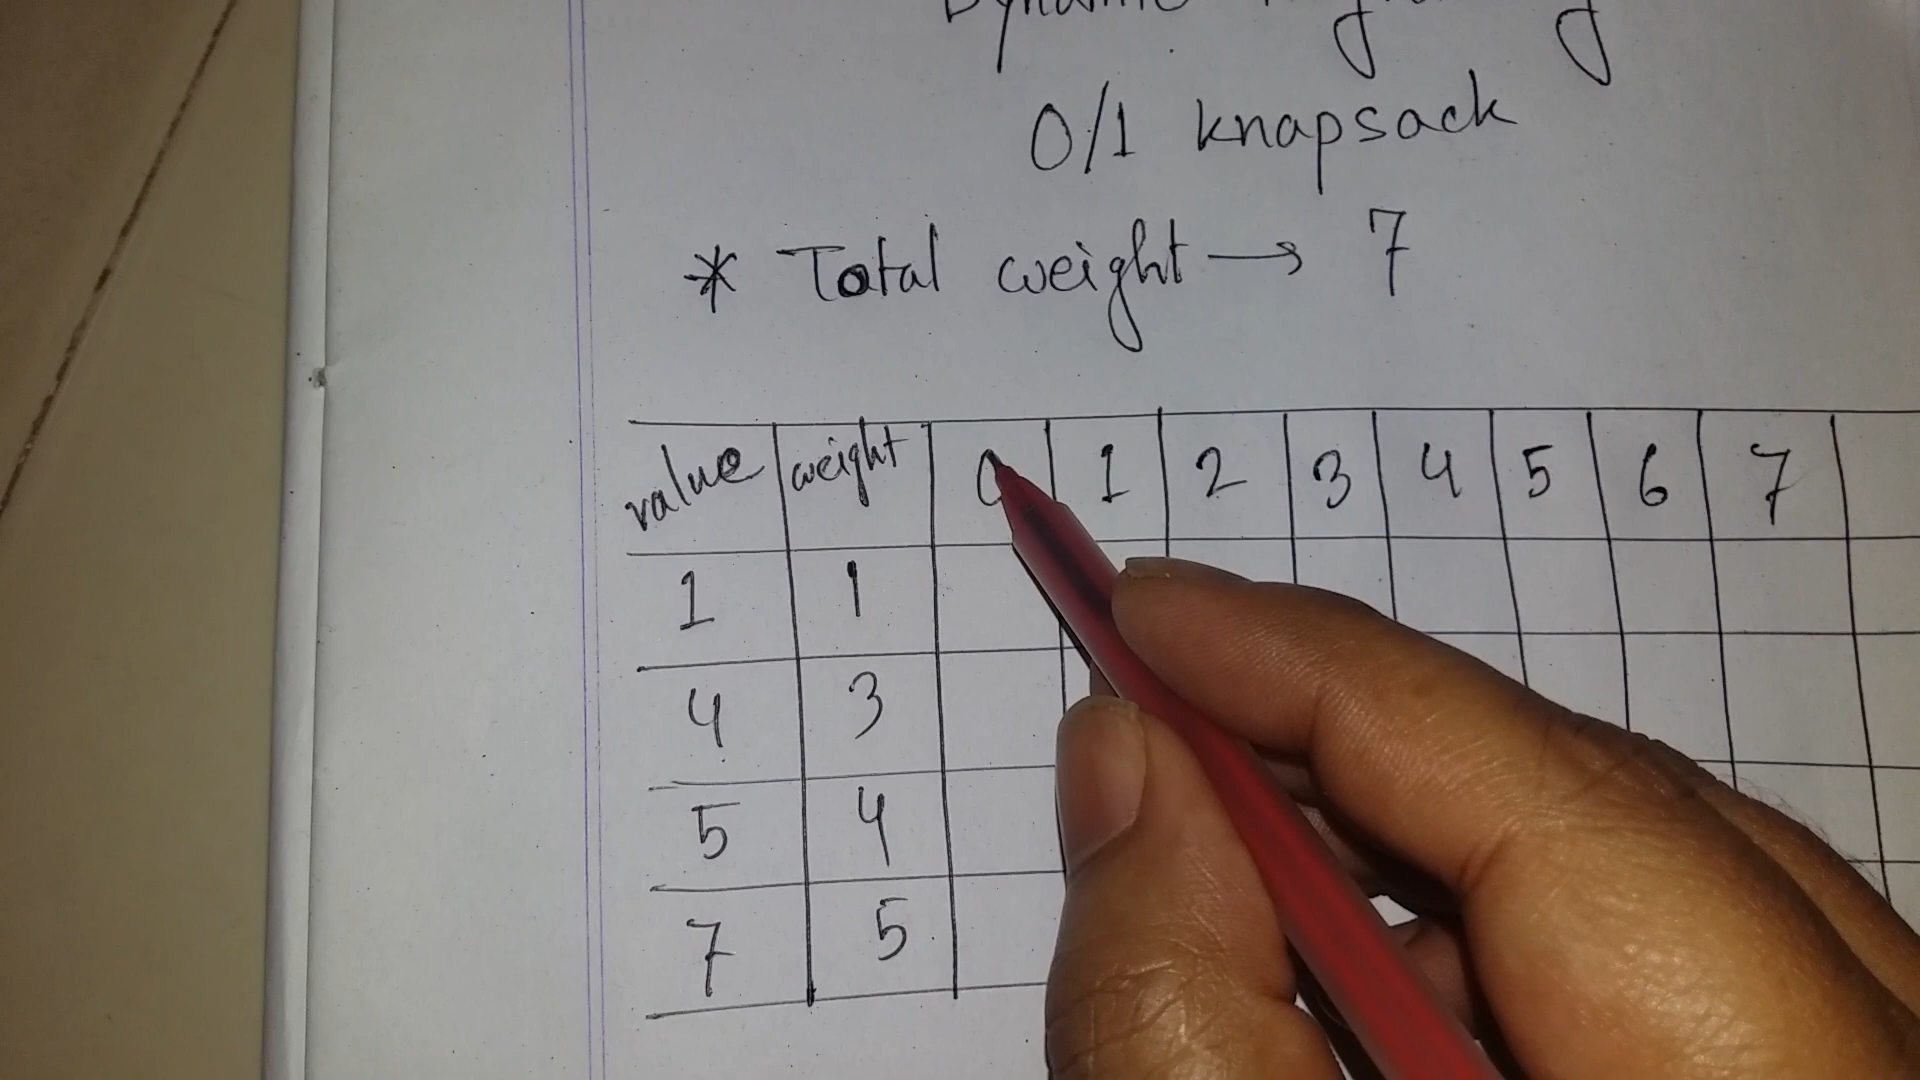 Dynamic
0/1 knapsack
* Total weight → 7
value weight 0 1 2 3 4 5 6 7
1 1
4 3
5 4
7 5